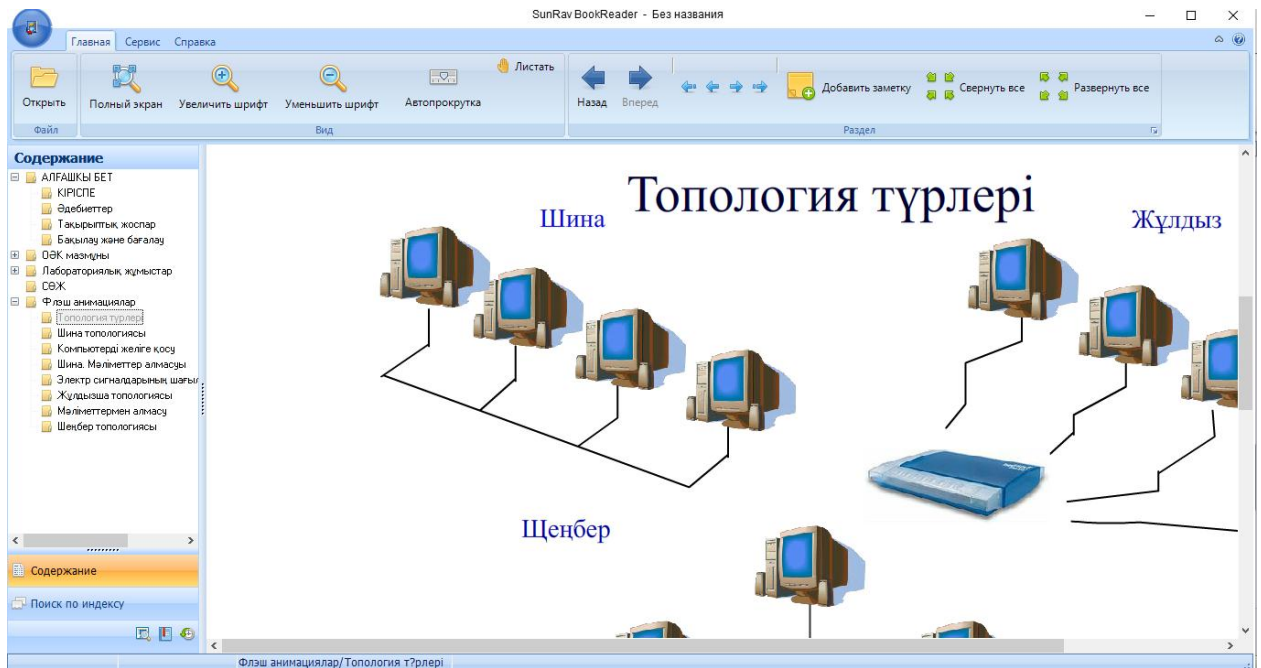 SunRav BookReader - Без названия
Главная Сервис Справка
Открыть
Полный экран
Увеличить шрифт
Уменьшить шрифт
Автопрокрутка
Листать
Назад
Вперед
Добавить заметку
Свернуть все
Развернуть все
Файл
Вид
Раздел
Содержание
АЛҒАШҚЫ БЕТ
КІРІСПЕ
Әдебиеттер
Тақырыптық жоспар
Бақылау және бағалау
ОӘК мазмұны
Лабораториялық жұмыстар
СӨЖ
Флэш анимациялар
Топология түрлері
Шина топологиясы
Компьютерді желіге қосу
Шина. Мәліметтер алмасуы
Электр сигналдарының шағыл
Жұлдызша топологиясы
Мәліметтермен алмасу
Шеңбер топологиясы
Содержание
Поиск по индексу
Топология түрлері
Шина
Жұлдыз
Щеңбер
Флэш анимациялар/Топология т?рлері